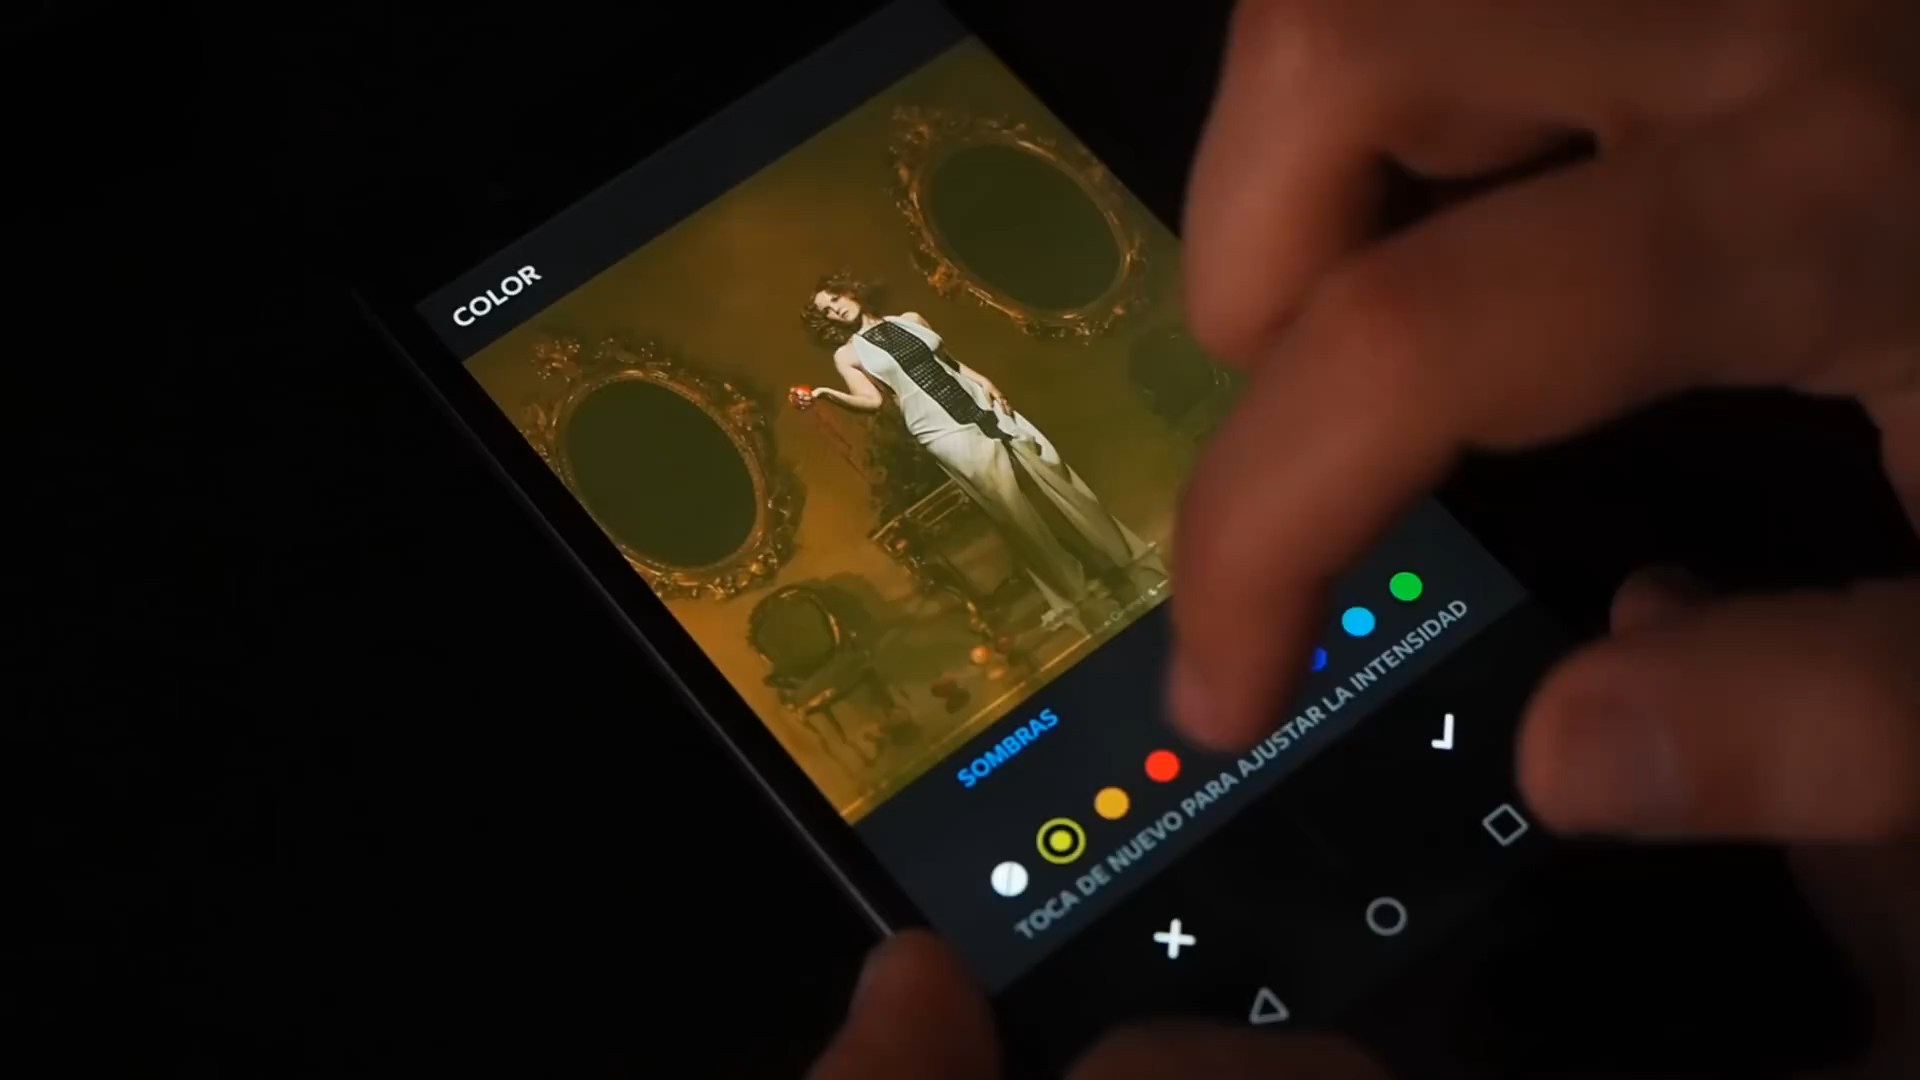 COLOR
SOMBRAS
TOCA DE NUEVO PARA AJUSTAR LA INTENSIDAD